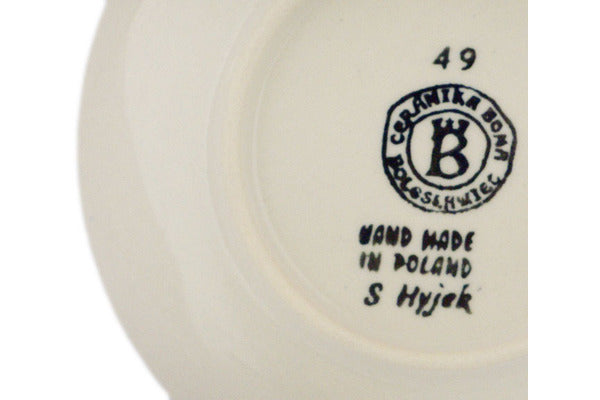 49
CERAMIKA BONA
B
BOLESŁAWIEC
HAND MADE
IN POLAND
S Hyjek